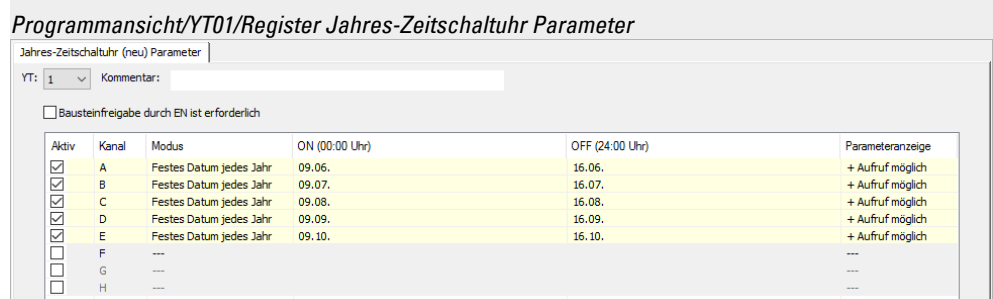 Programmansicht/YT01/Register Jahres-Zeitschaltuhr Parameter
Jahres-Zeitschaltuhr (neu) Parameter
YT: 1 Kommentar:
Bausteinfreigabe durch EN ist erforderlich
Aktiv Kanal Modus ON (00:00 Uhr) OFF (24:00 Uhr) Parameteranzeige
A Festes Datum jedes Jahr 09.06. 16.06. + Aufruf möglich
B Festes Datum jedes Jahr 09.07. 16.07. + Aufruf möglich
C Festes Datum jedes Jahr 09.08. 16.08. + Aufruf möglich
D Festes Datum jedes Jahr 09.09. 16.09. + Aufruf möglich
E Festes Datum jedes Jahr 09.10. 16.10. + Aufruf möglich
F --- ---
G --- ---
H --- ---